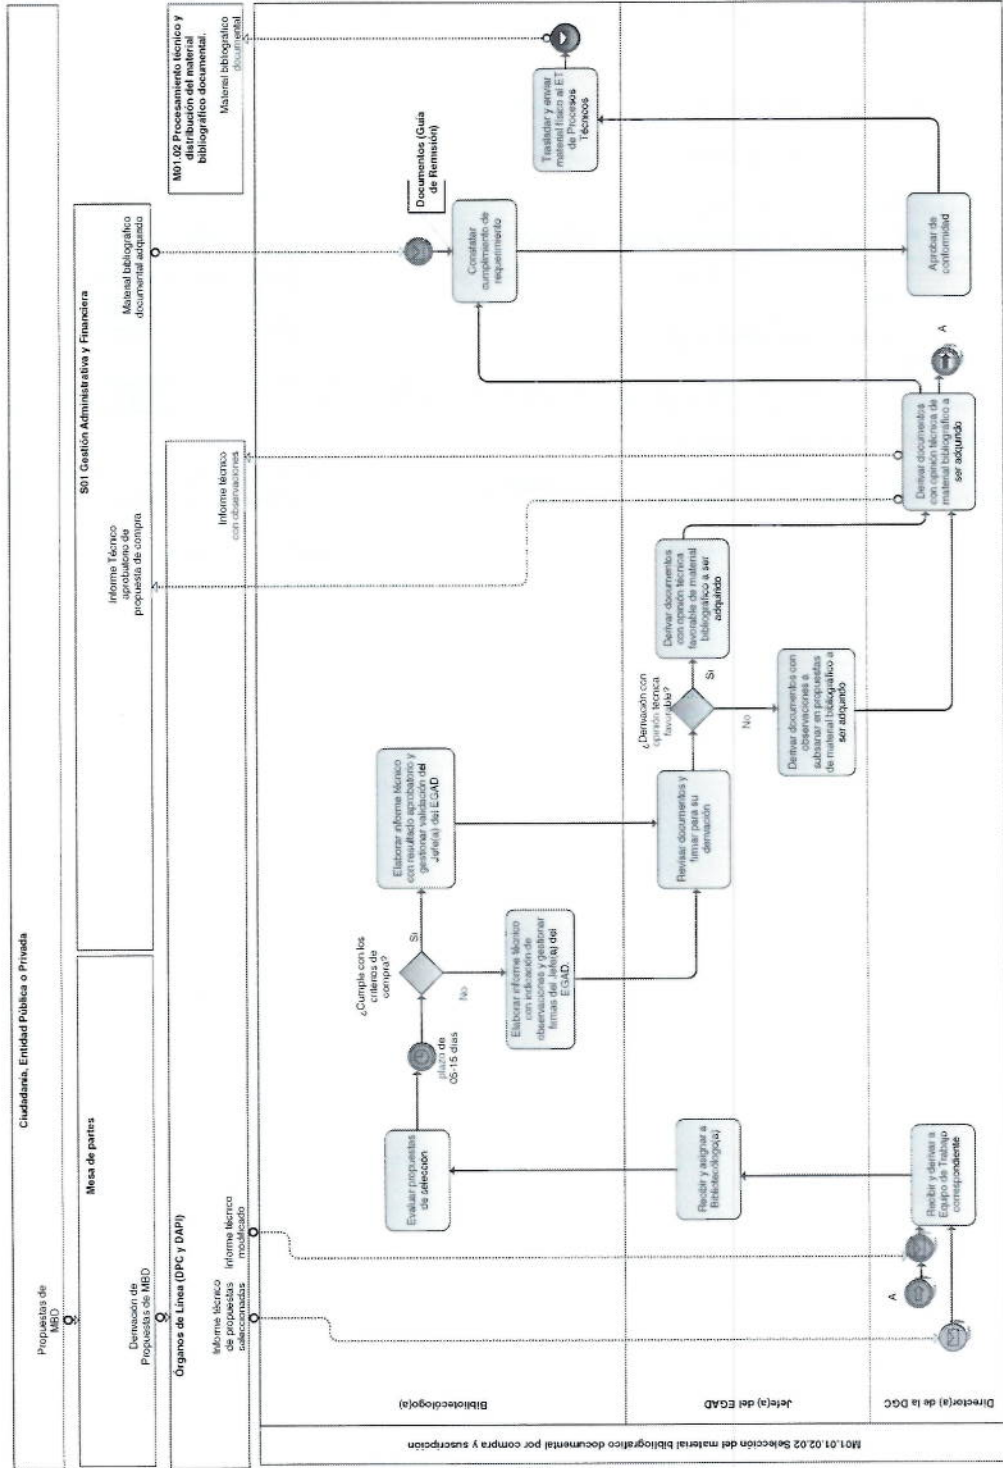 Ciudadanía, Entidad Pública o Privada
Propuestas de
MBD
Mesa de partes
S01 Gestión Administrativa y Financiera
Derivación de
Propuestas de MBD
Informe Técnico
aprobatorio de
propuesta de compra
Material bibliográfico
documental adquirido
M01.02 Procesamiento técnico y
distribución del material
bibliográfico documental.
Material bibliográfico
documental
Órganos de Línea (DPC y DAPI)
Informe técnico
de propuestas
seleccionadas
Informe técnico
modificado
Informe técnico
con observaciones
M01.01.02.02 Selección del material bibliográfico documental por compra y suscripción
Bibliotecólogo(a)
Evaluar propuestas
de selección
plazo de
05-15 días
¿Cumple con los
criterios de
compra?
Si
No
Elaborar informe técnico
con resultado aprobatorio y
gestionar validación del
Jefe(a) del EGAD
Elaborar informe técnico
con indicación de
observaciones y gestionar
firmas del Jefe(a) del
EGAD.
Documentos (Guía
de Remisión)
Constatar
cumplimiento de
requerimiento
Trasladar y enviar
material físico al ET
de Procesos
Técnicos
Jefe(a) del EGAD
Recibir y asignar a
Bibliotecólogo(a)
Revisar documentos y
firmar para su
derivación
¿Derivación con
opinión técnica
favorable?
Si
No
Derivar documentos
con opinión técnica
favorable de material
bibliográfico a ser
adquirido
Derivar documentos con
observaciones a
subsanar en propuestas
de material bibliográfico a
ser adquirido
Director(a) de la DGC
A
Recibir y derivar a
Equipo de Trabajo
correspondiente
Derivar documentos
con opinión técnica de
material bibliográfico a
ser adquirido
A
Aprobar de
conformidad